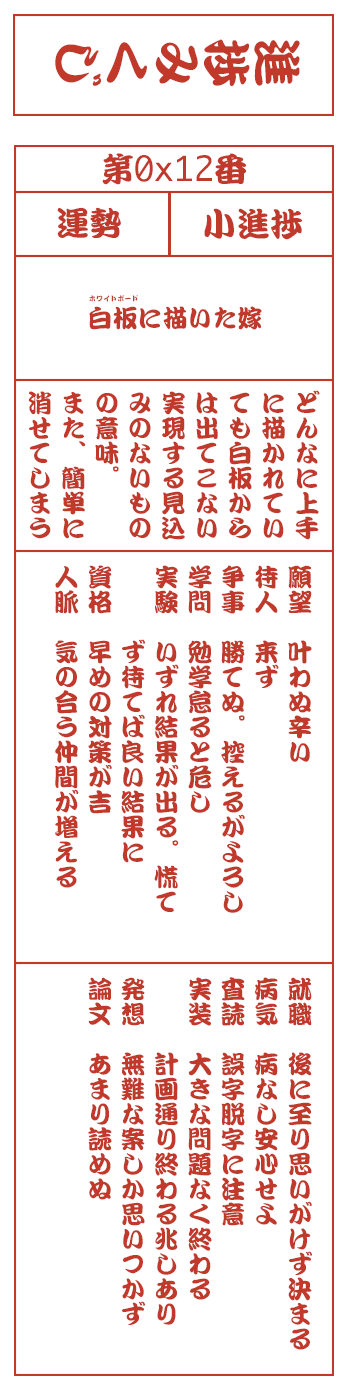 進捗みくじ
第0x12番
運勢
小進捗
ホワイトボード
白板に描いた嫁
どんなに上手
に描かれてい
ても白板から
は出てこない
実現する見込
みのないもの
の意味。
また、簡単に
消せてしまう
願望 叶わぬ辛い
待人 来ず
争事 勝てぬ。控えるがよろし
学問 勉学怠ると危し
実験 いずれ結果が出る。慌て
ず待てば良い結果に
資格 早めの対策が吉
人脈 気の合う仲間が増える
就職 後に至り思いがけず決まる
病気 病なし安心せよ
査読 誤字脱字に注意
実装 大きな問題なく終わる
計画通り終わる兆しあり
発想 無難な案しか思いつかず
論文 あまり読めぬ